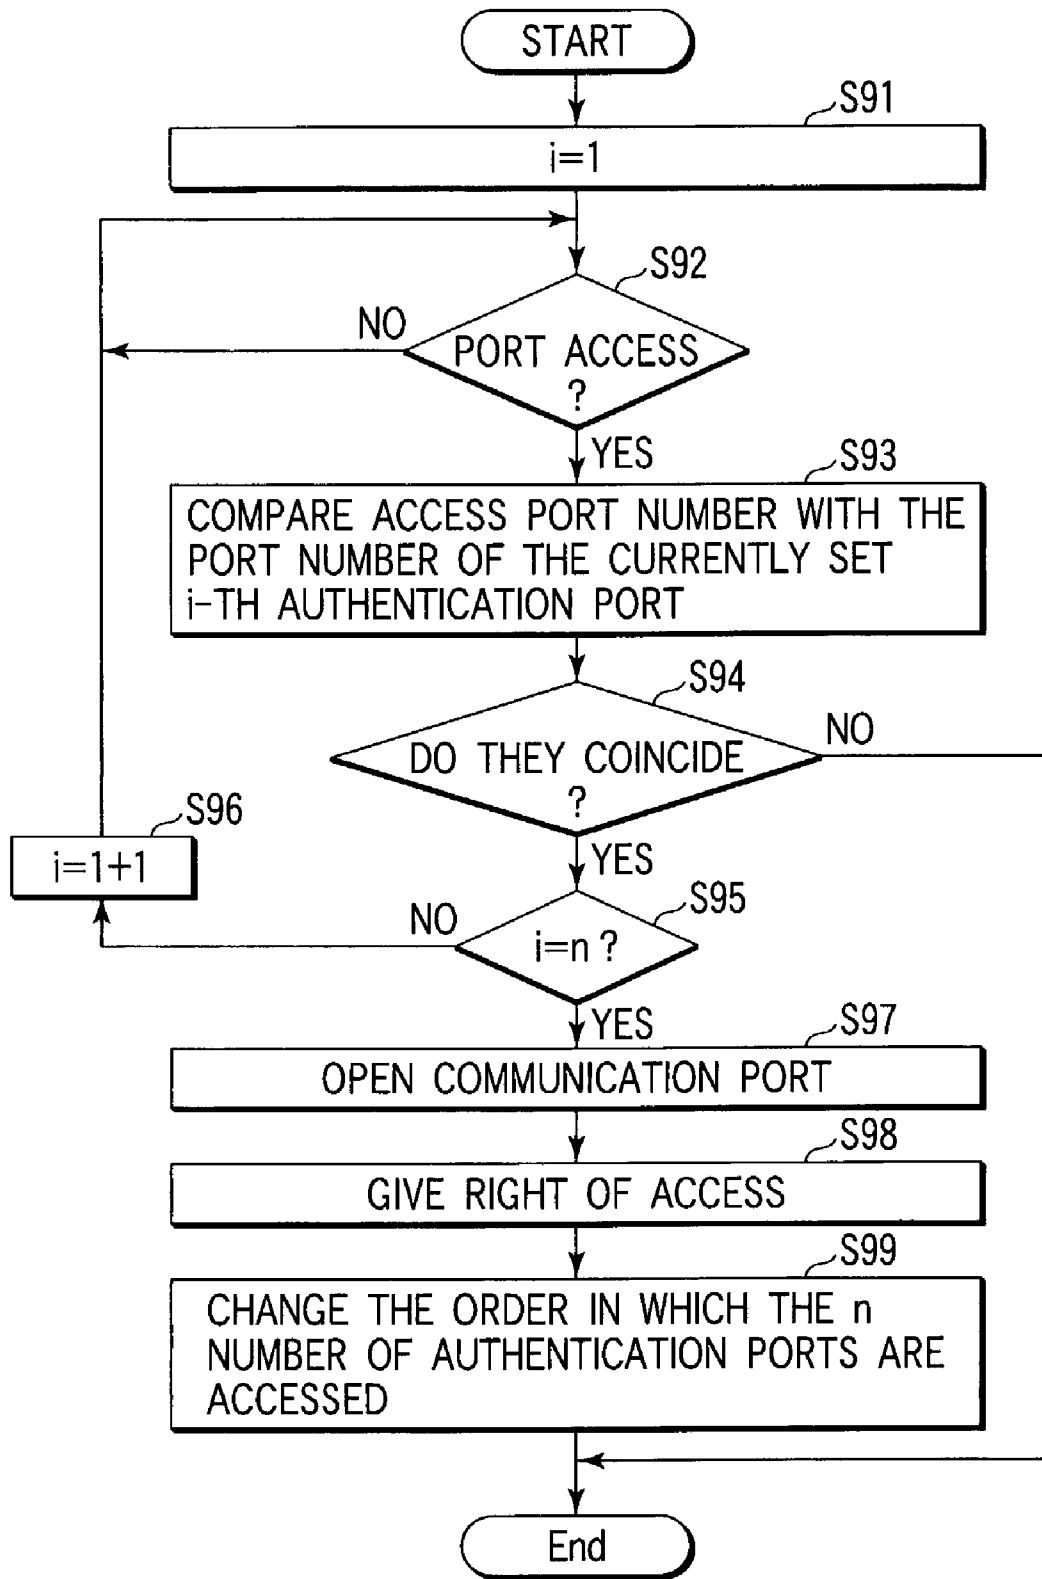 START
S91
i=1
S92
NO
PORT ACCESS
?
YES
S93
COMPARE ACCESS PORT NUMBER WITH THE
PORT NUMBER OF THE CURRENTLY SET
i-TH AUTHENTICATION PORT
S94
NO
DO THEY COINCIDE
?
S96
i=1+1
YES
S95
NO
i=n ?
YES
S97
OPEN COMMUNICATION PORT
S98
GIVE RIGHT OF ACCESS
S99
CHANGE THE ORDER IN WHICH THE n
NUMBER OF AUTHENTICATION PORTS ARE
ACCESSED
End